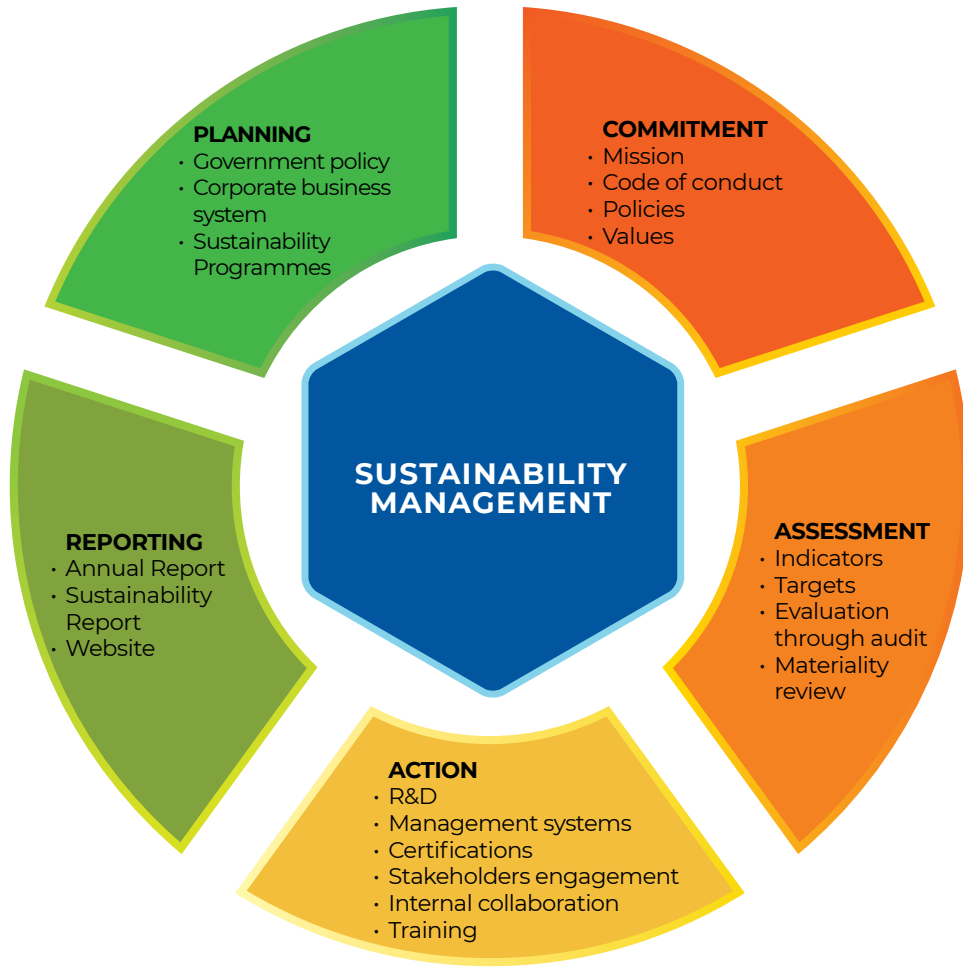 PLANNING
· Government policy
· Corporate business
system
· Sustainability
Programmes
COMMITMENT
· Mission
· Code of conduct
· Policies
· Values
SUSTAINABILITY
MANAGEMENT
REPORTING
· Annual Report
· Sustainability
Report
· Website
ASSESSMENT
· Indicators
· Targets
· Evaluation
through audit
· Materiality
review
ACTION
· R&D
· Management systems
· Certifications
· Stakeholders engagement
· Internal collaboration
· Training